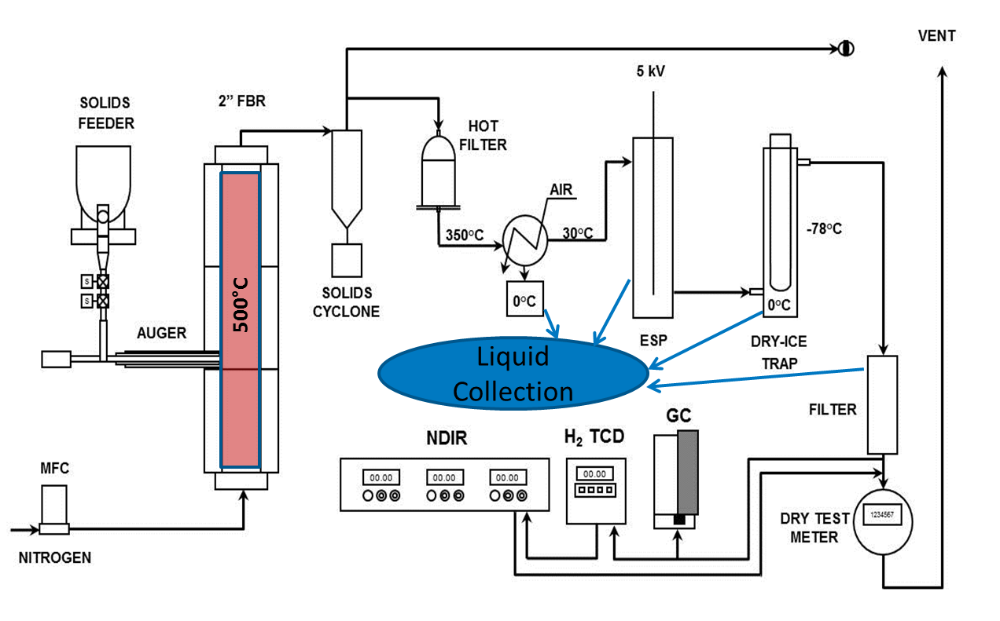 VENT
5 kV
2” FBR
SOLIDS
FEEDER
HOT
FILTER
AIR
350°C
30°C
-78°C
500°C
S
S
0°C
0°C
SOLIDS
CYCLONE
AUGER
ESP
DRY-ICE
TRAP
Liquid
Collection
FILTER
GC
NDIR
H₂ TCD
00.00
00.00
00.00
00.00
MFC
NITROGEN
DRY TEST
METER
1234567